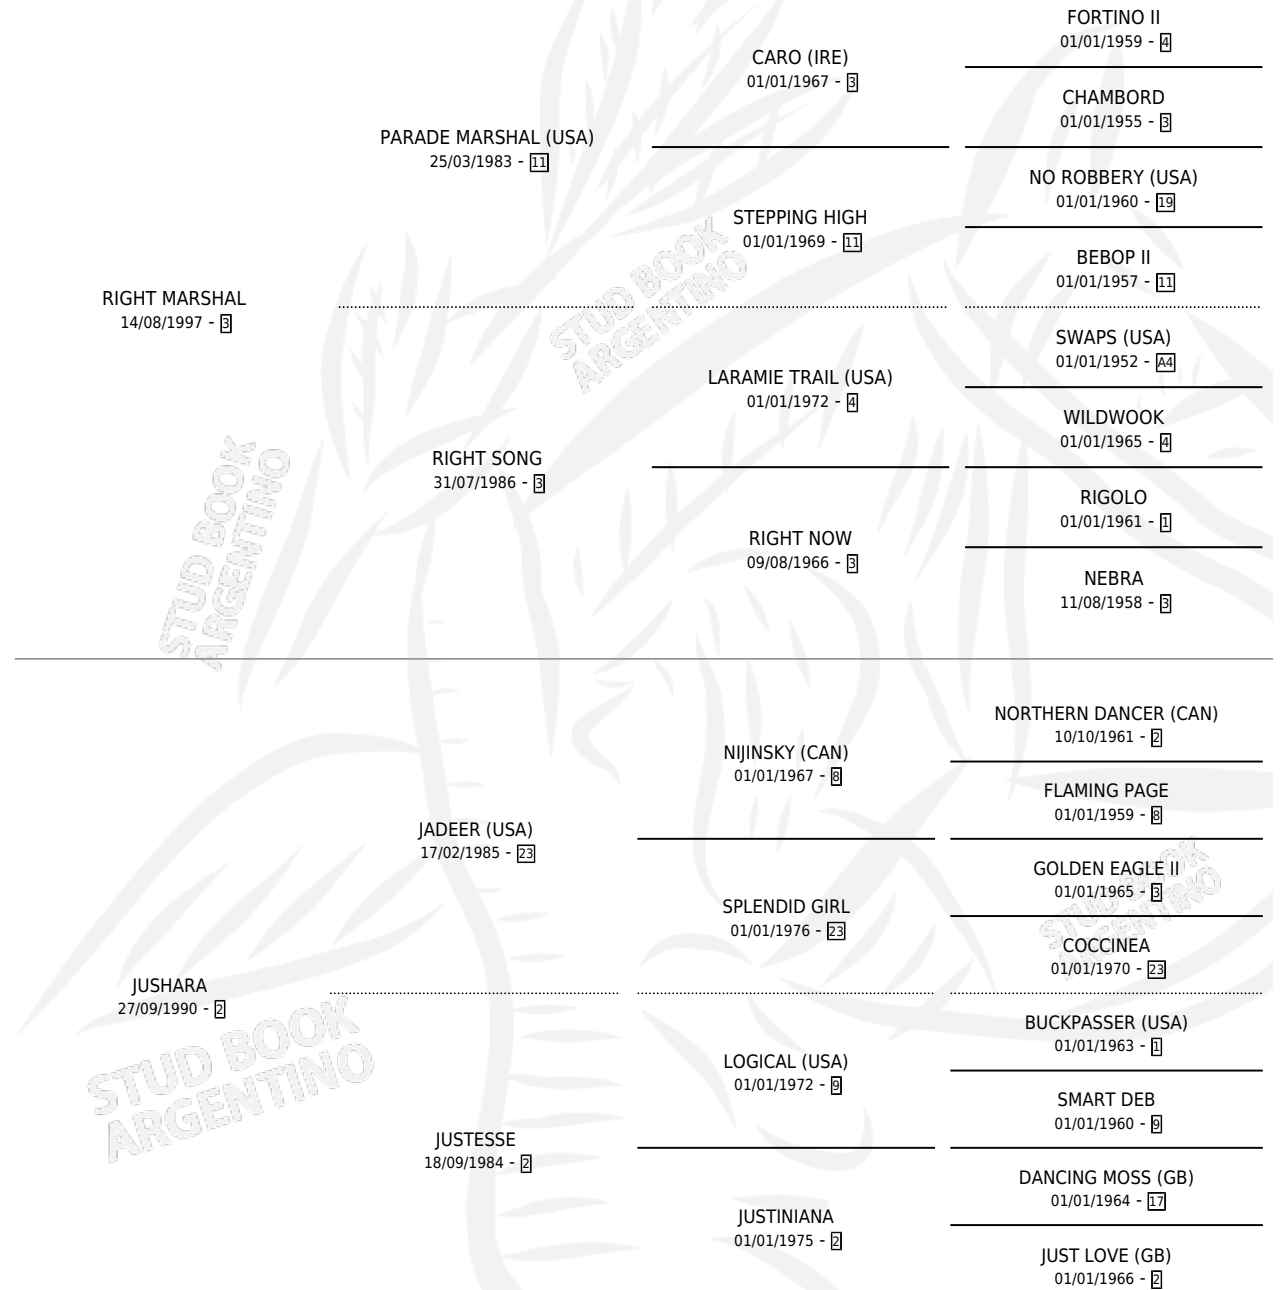 FORTINO II
01/01/1959 - 4
CARO (IRE)
01/01/1967 - 3
CHAMBORD
01/01/1955 - 3
PARADE MARSHAL (USA)
25/03/1983 - 11
NO ROBBERY (USA)
01/01/1960 - 19
STEPPING HIGH
01/01/1969 - 11
BEBOP II
01/01/1957 - 11
RIGHT MARSHAL
14/08/1997 - 3
STUD BOOK
ARGENTINO
SWAPS (USA)
01/01/1952 - A4
LARAMIE TRAIL (USA)
01/01/1972 - 4
WILDWOOK
01/01/1965 - 4
RIGHT SONG
31/07/1986 - 3
RIGOLO
01/01/1961 - 1
RIGHT NOW
09/08/1966 - 3
NEBRA
11/08/1958 - 3
STUD BOOK
ARGENTINO
NORTHERN DANCER (CAN)
10/10/1961 - 2
NIJINSKY (CAN)
01/01/1967 - 8
FLAMING PAGE
01/01/1959 - 8
JADEER (USA)
17/02/1985 - 23
GOLDEN EAGLE II
01/01/1965 - 3
SPLENDID GIRL
01/01/1976 - 23
STUD BOOK
ARGENTINO
COCCINEA
01/01/1970 - 23
JUSHARA
27/09/1990 - 2
BUCKPASSER (USA)
01/01/1963 - 1
STUD BOOK
ARGENTINO
LOGICAL (USA)
01/01/1972 - 9
SMART DEB
01/01/1960 - 9
JUSTESSE
18/09/1984 - 2
DANCING MOSS (GB)
01/01/1964 - 17
JUSTINIANA
01/01/1975 - 2
JUST LOVE (GB)
01/01/1966 - 2